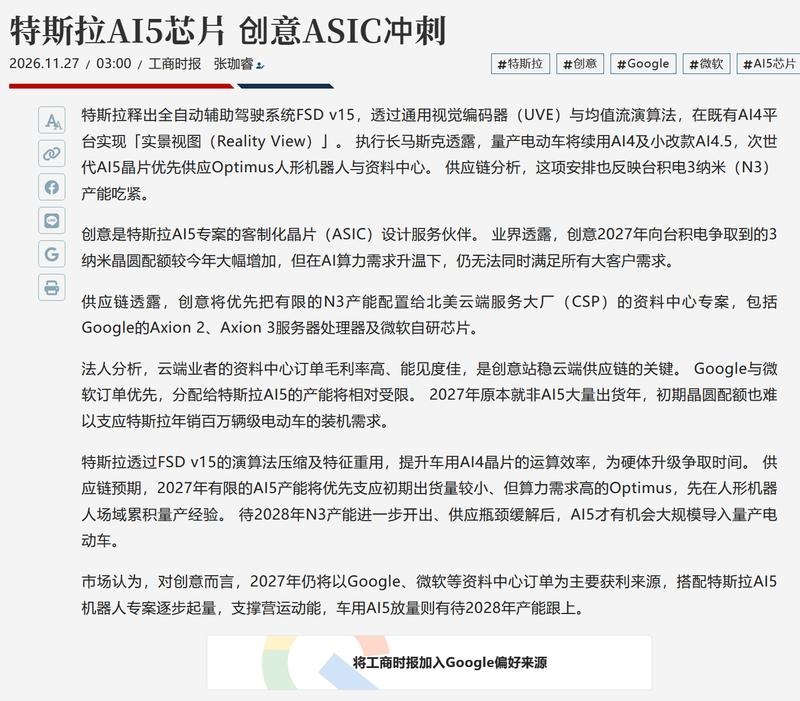 特斯拉AI5芯片 创意ASIC冲刺
2026.11.27 / 03:00 / 工商时报 张珈睿
#特斯拉 #创意 #Google #微软 #AI5芯片
特斯拉释出全自动辅助驾驶系统FSD v15，透过通用视觉编码器（UVE）与均值流演算法，在既有AI4平
台实现「实景视图（Reality View）」。 执行长马斯克透露，量产电动车将续用AI4及小改款AI4.5，次世
代AI5晶片优先供应Optimus人形机器人与资料中心。 供应链分析，这项安排也反映台积电3纳米（N3）
产能吃紧。
创意是特斯拉AI5专案的客制化晶片（ASIC）设计服务伙伴。 业界透露，创意2027年向台积电争取到的3
纳米晶圆配额较今年大幅增加，但在AI算力需求升温下，仍无法同时满足所有大客户需求。
供应链透露，创意将优先把有限的N3产能配置给北美云端服务大厂（CSP）的资料中心专案，包括
Google的Axion 2、Axion 3服务器处理器及微软自研芯片。
法人分析，云端业者的资料中心订单毛利率高、能见度佳，是创意站稳云端供应链的关键。 Google与微
软订单优先，分配给特斯拉AI5的产能将相对受限。 2027年原本就非AI5大量出货年，初期晶圆配额也难
以支应特斯拉年销百万辆级电动车的装机需求。
特斯拉透过FSD v15的演算法压缩及特征重用，提升车用AI4晶片的运算效率，为硬体升级争取时间。 供
应链预期，2027年有限的AI5产能将优先支应初期出货量较小、但算力需求高的Optimus，先在人形机器
人场域累积量产经验。 待2028年N3产能进一步开出、供应瓶颈缓解后，AI5才有机会大规模导入量产电
动车。
市场认为，对创意而言，2027年仍将以Google、微软等资料中心订单为主要获利来源，搭配特斯拉AI5
机器人专案逐步起量，支撑营运动能，车用AI5放量则有待2028年产能跟上。
将工商时报加入Google偏好来源